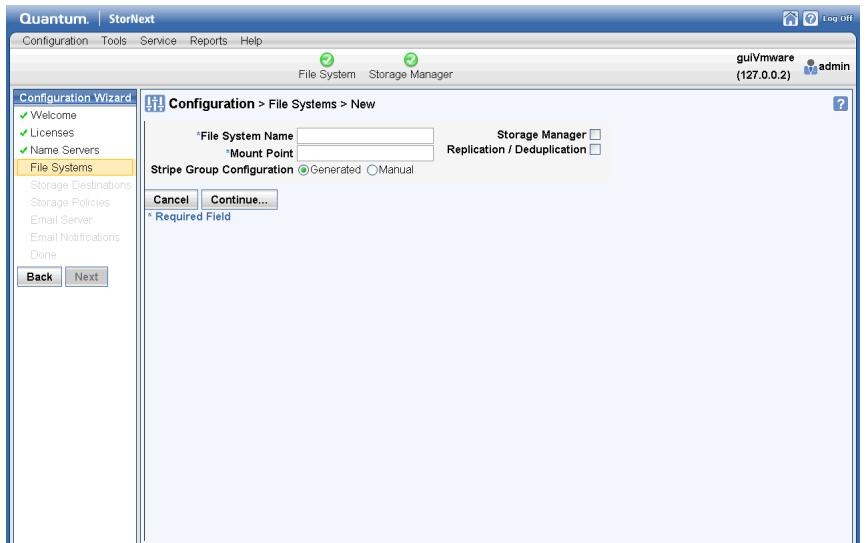 Quantum. StorNext
Log Off
Configuration Tools Service Reports Help
File System Storage Manager
guiVmware
(127.0.0.2)
admin
Configuration Wizard
Welcome
Licenses
Name Servers
File Systems
Storage Destinations
Storage Policies
Email Server
Email Notifications
Done
Back Next
Configuration > File Systems > New
?
*File System Name
Storage Manager
*Mount Point
Replication / Deduplication
Stripe Group Configuration Generated Manual
Cancel Continue...
* Required Field